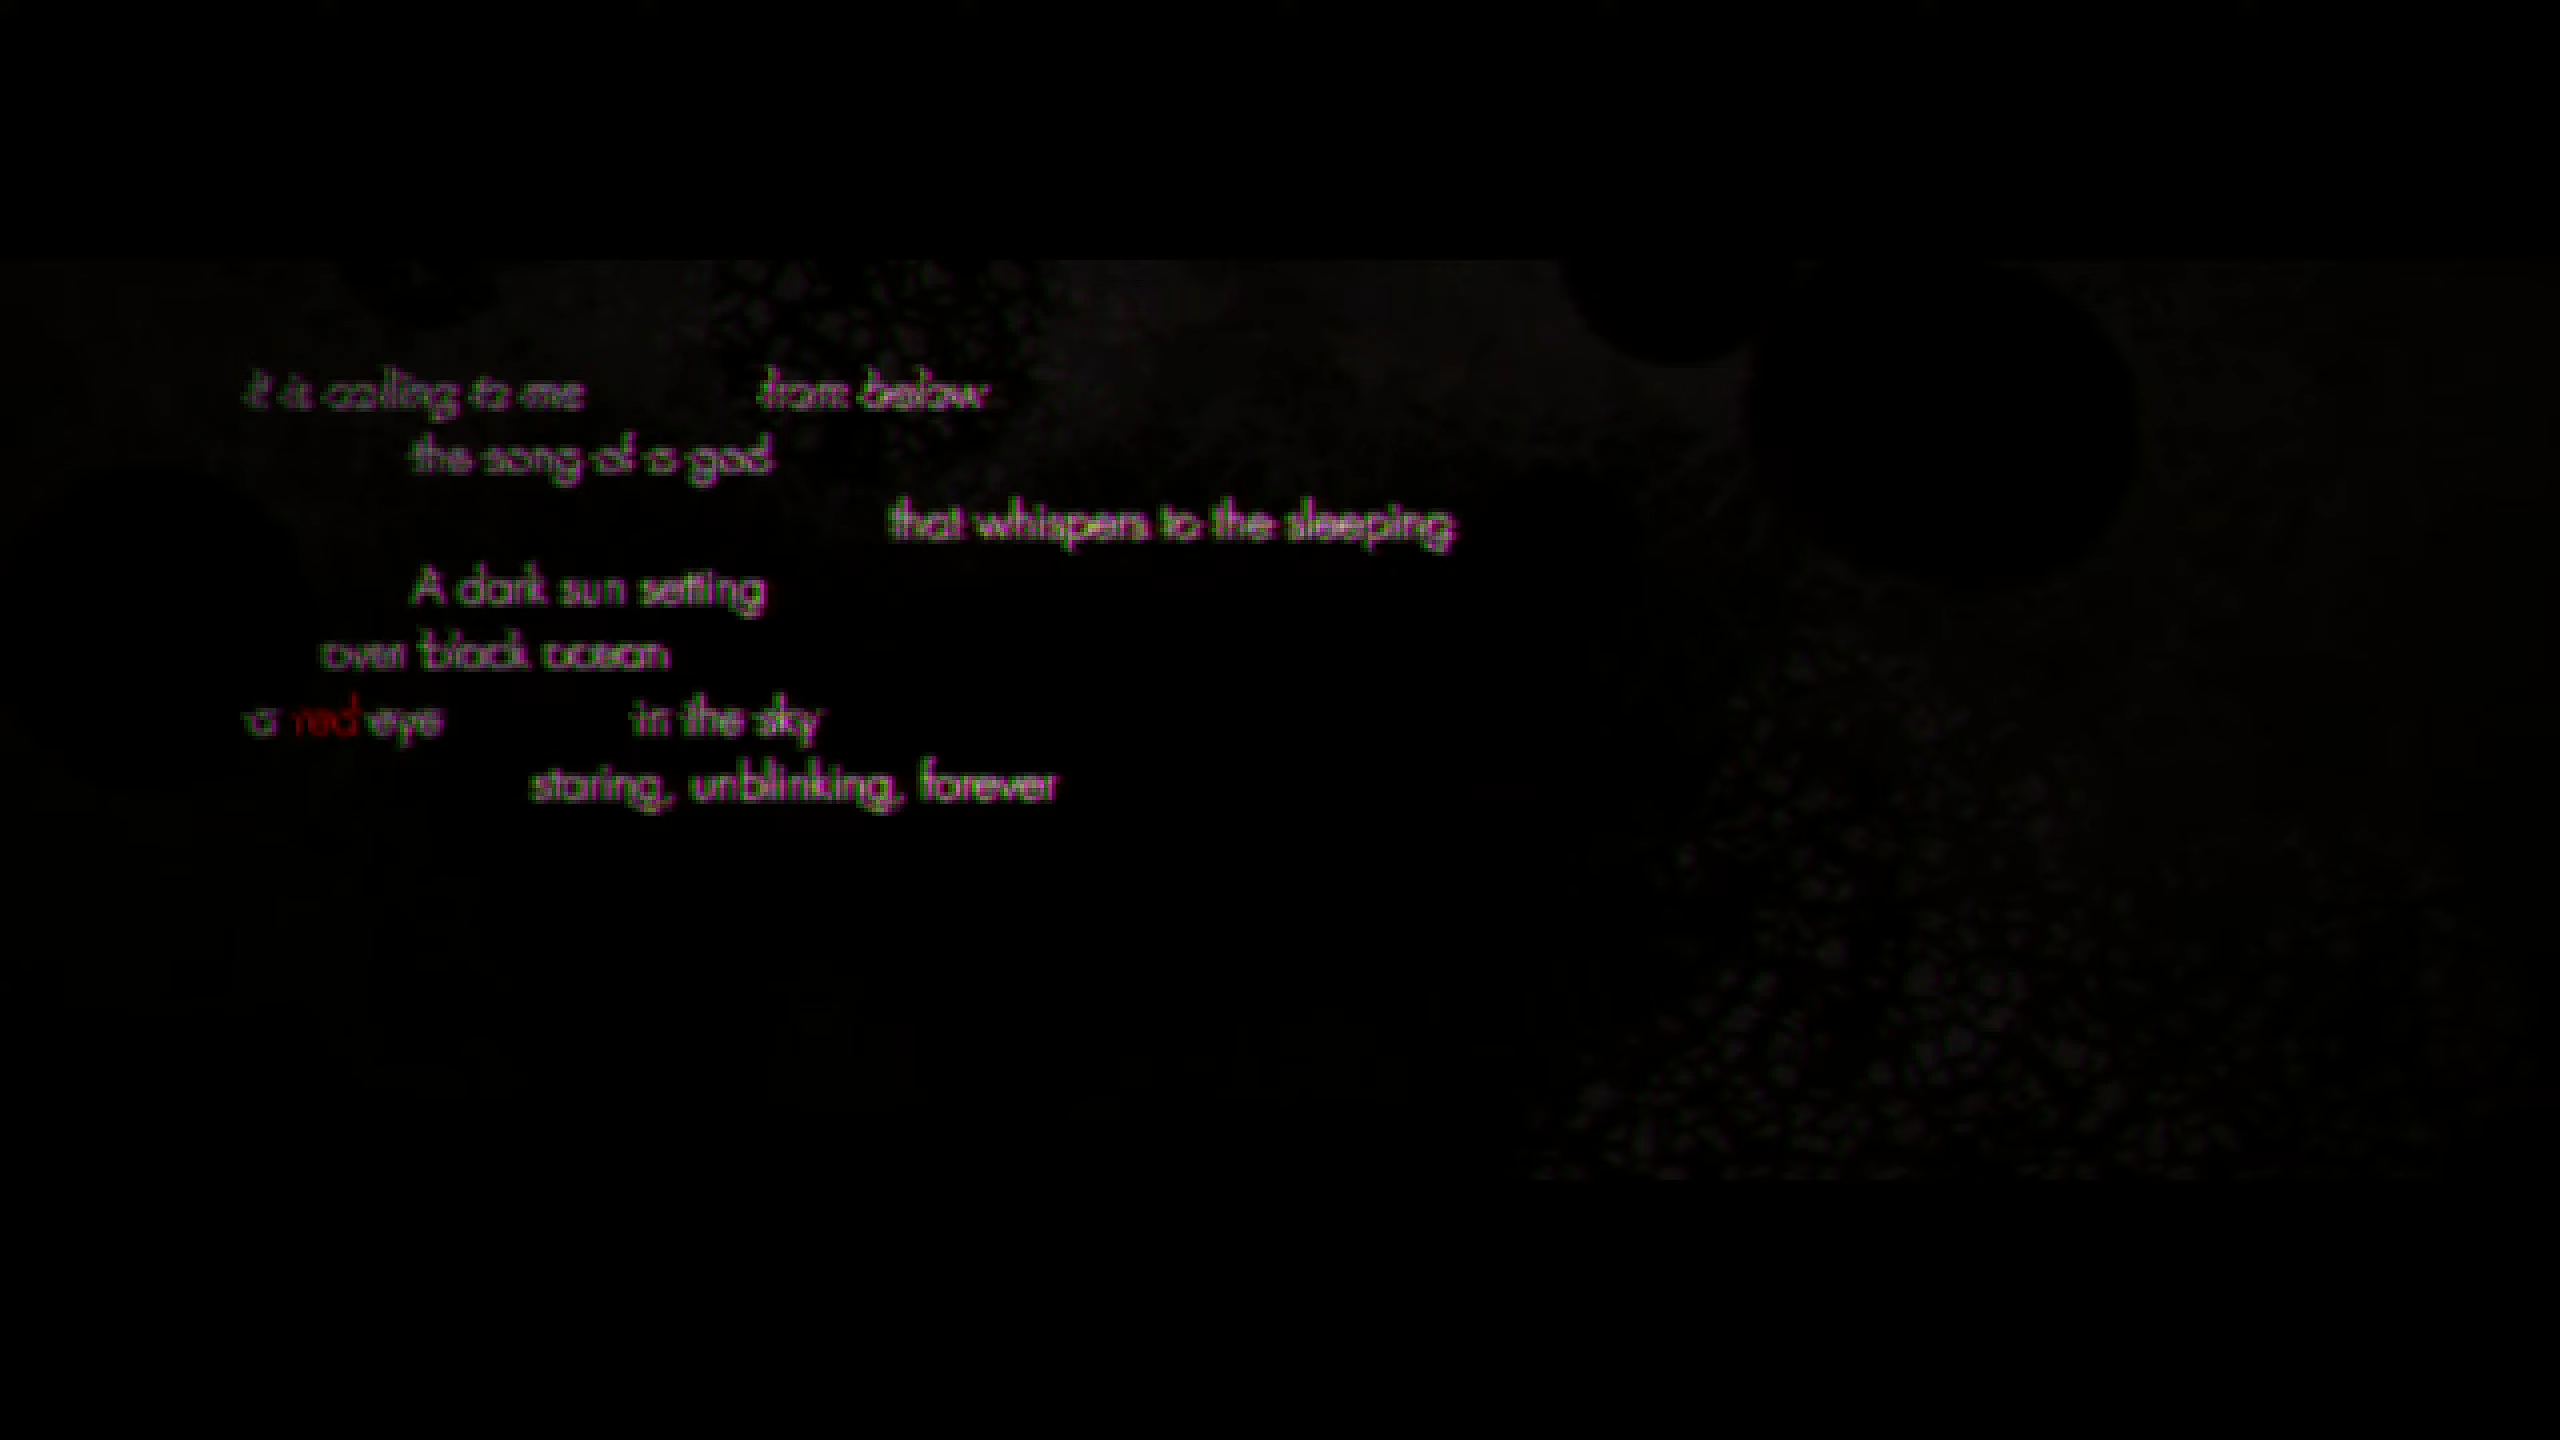 it is calling to me from below
the song of a god
that whispers to the sleeping
A dark sun setting
over black ocean
a red eye in the sky
staring, unblinking, forever